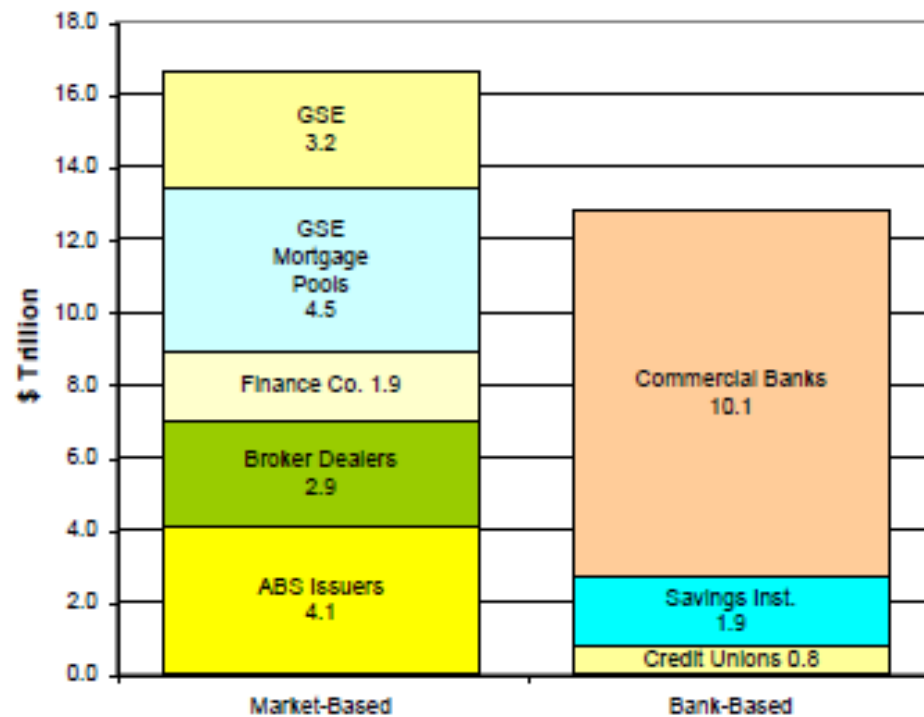 18.0
16.0
14.0
12.0
10.0
8.0
6.0
4.0
2.0
0.0
$ Trillion
GSE
3.2
GSE
Mortgage
Pools
4.5
Finance Co. 1.9
Broker Dealers
2.9
ABS Issuers
4.1
Commercial Banks
10.1
Savings Inst.
1.9
Credit Unions 0.8
Market-Based
Bank-Based